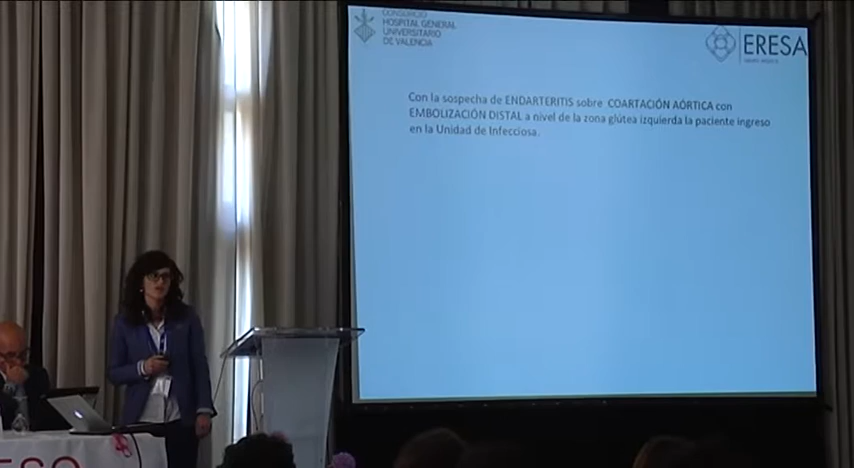 CONSORCIO
HOSPITAL GENERAL
UNIVERSITARIO
DE VALENCIA
ERESA
Con la sospecha de ENDARTERITIS sobre COARTACIÓN AÓRTICA con
EMBOLIZACIÓN DISTAL a nivel de la zona glútea izquierda la paciente ingreso
en la Unidad de Infecciosa.